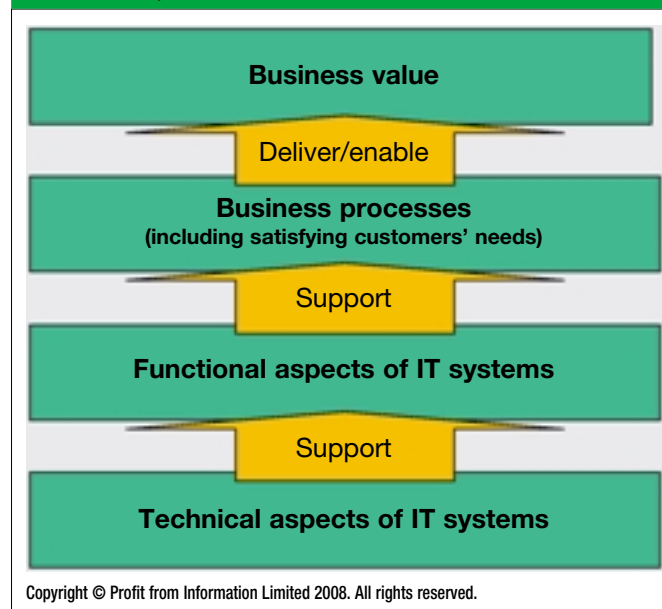 Business value
Deliver/enable
Business processes
(including satisfying customers' needs)
Support
Functional aspects of IT systems
Support
Technical aspects of IT systems
Copyright © Profit from Information Limited 2008. All rights reserved.